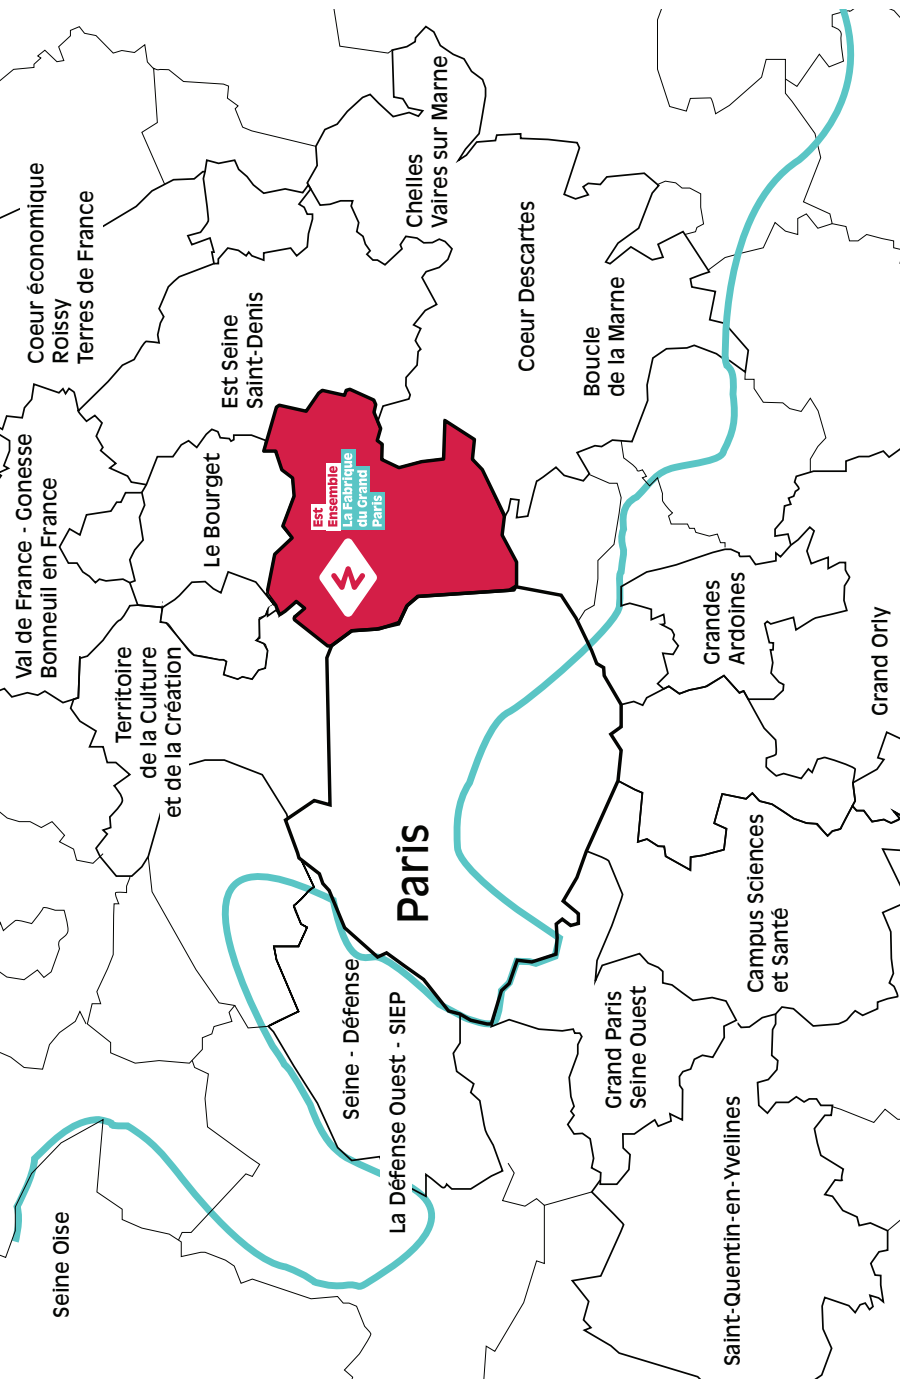 Coeur économique
Roissy
Terres de France
Val de France - Gonesse
Bonneuil en France
Est Seine
Saint-Denis
Chelles
Vaires sur Marne
Le Bourget
Coeur Descartes
Boucle
de la Marne
Est
Ensemble
La Fabrique
du Grand
Paris
Territoire
de la Culture
et de la Création
Grandes
Ardoines
Grand Orly
Paris
Campus sciences
et Santé
Seine - Défense
La Défense Ouest - SIEP
Grand Paris
Seine Ouest
Seine Oise
Saint-Quentin-en-Yvelines